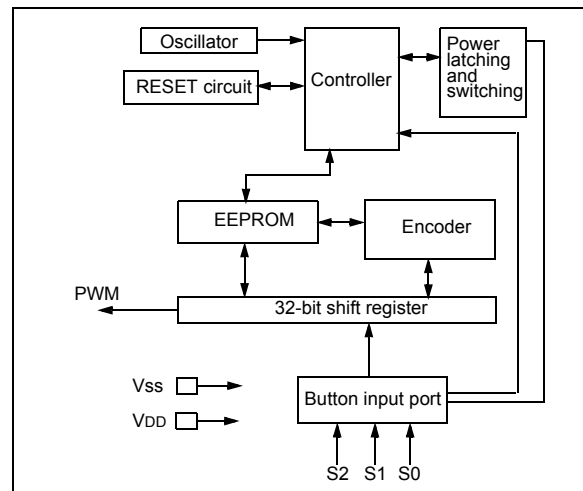 Oscillator
RESET circuit
Controller
Power
latching
and
switching
EEPROM
Encoder
PWM
32-bit shift register
VSS
VDD
Button input port
S2 S1 S0